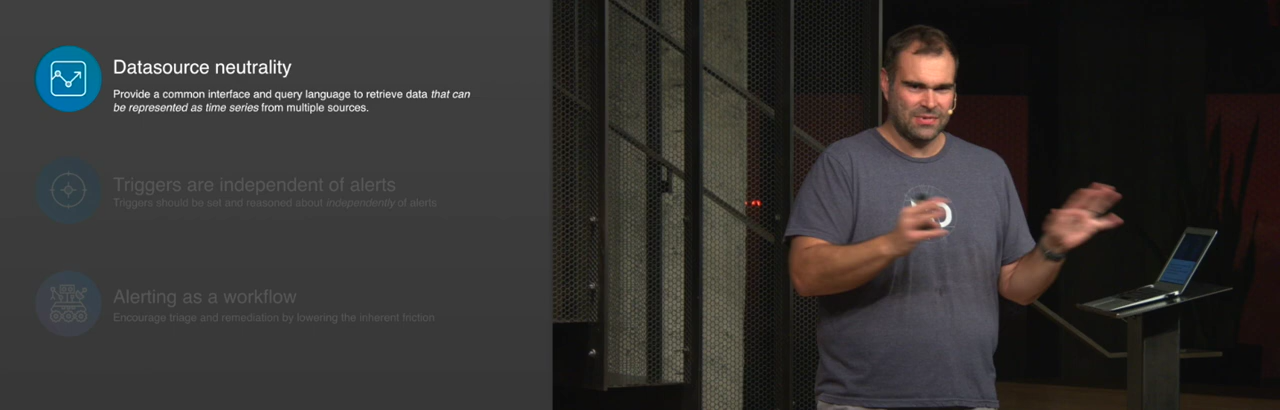 Datasource neutrality
Provide a common interface and query language to retrieve data that can
be represented as time series from multiple sources.
Triggers are independent of alerts
Triggers should be set and reasoned about independently of alerts
Alerting as a workflow
Encourage triage and remediation by lowering the inherent friction